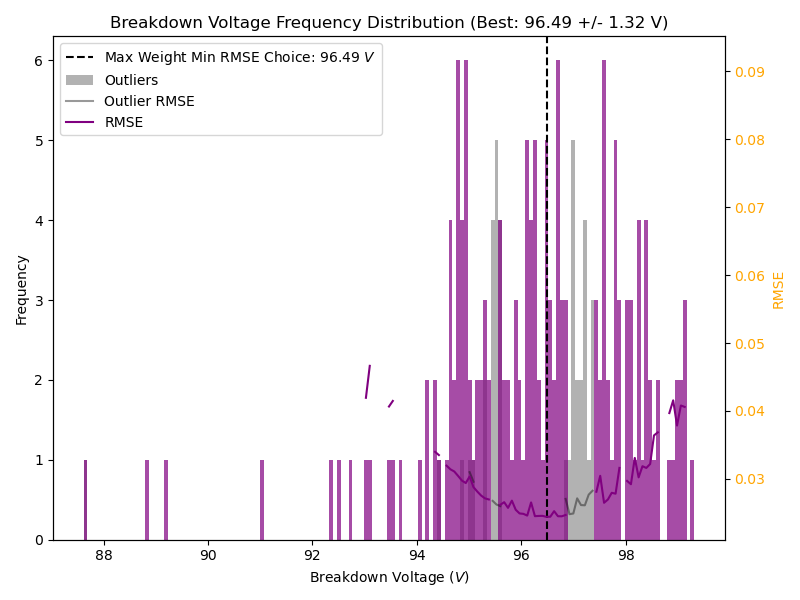 Breakdown Voltage Frequency Distribution (Best: 96.49 +/- 1.32 V)
Max Weight Min RMSE Choice: 96.49 V
Outliers
Outlier RMSE
RMSE
Frequency
6
5
4
3
2
1
0
88
90
92
94
96
98
Breakdown Voltage (V)
0.09
0.08
0.07
0.06
0.05
0.04
0.03
RMSE